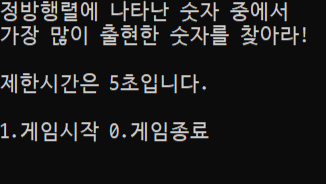 정방행렬에 나타난 숫자 중에서
가장 많이 출현한 숫자를 찾아라!
제한시간은 5초입니다.
1.게임시작 0.게임종료